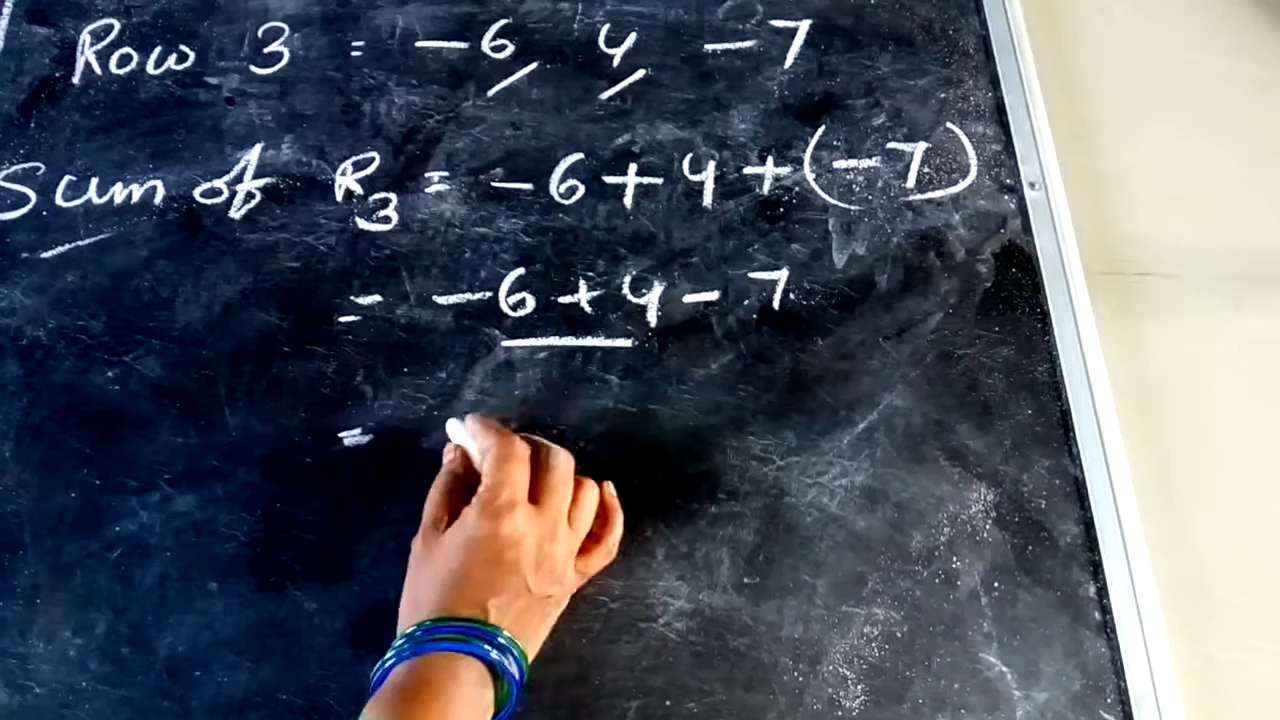 Row 3 = -6 4 -7
Sum of R3 = -6+4+(-7)
= -6+4-7
=